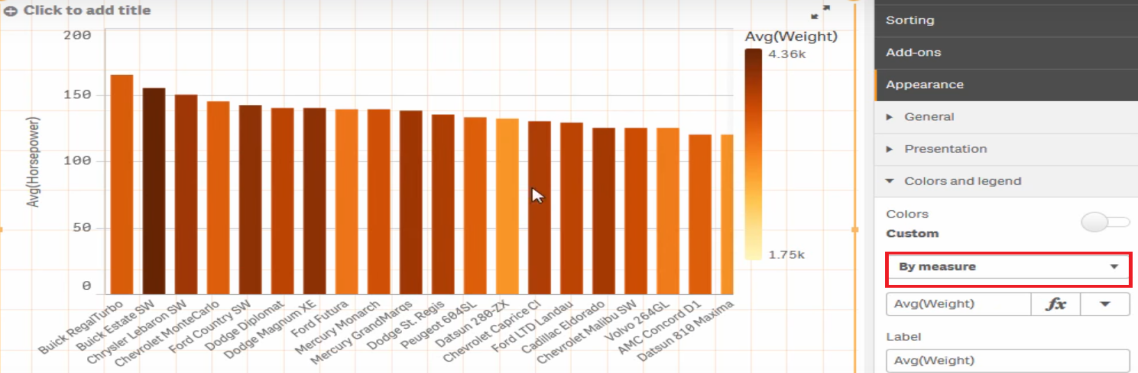 Click to add title
200
150
100
50
0
Avg(Horsepower)
Buick RegalTurbo
Buick Estate SW
Chrysler Lebaron SW
Chevrolet MonteCarlo
Ford Country SW
Dodge Diplomat
Dodge Magnum XE
Ford Futura
Mercury Monarch
Mercury GrandMarqs
Dodge St. Regis
Peugeot 604SL
Datsun 280-ZX
Chevrolet Caprice Cl
Ford LTD Landau
Cadillac Eldorado
Chevrolet Malibu SW
Volvo 264GL
AMC Concord D1
Datsun 810 Maxima
Avg(Weight)
4.36k
1.75k
Sorting
Add-ons
Appearance
General
Presentation
Colors and legend
Colors
Custom
By measure
Avg(Weight) fx
Label
Avg(Weight)